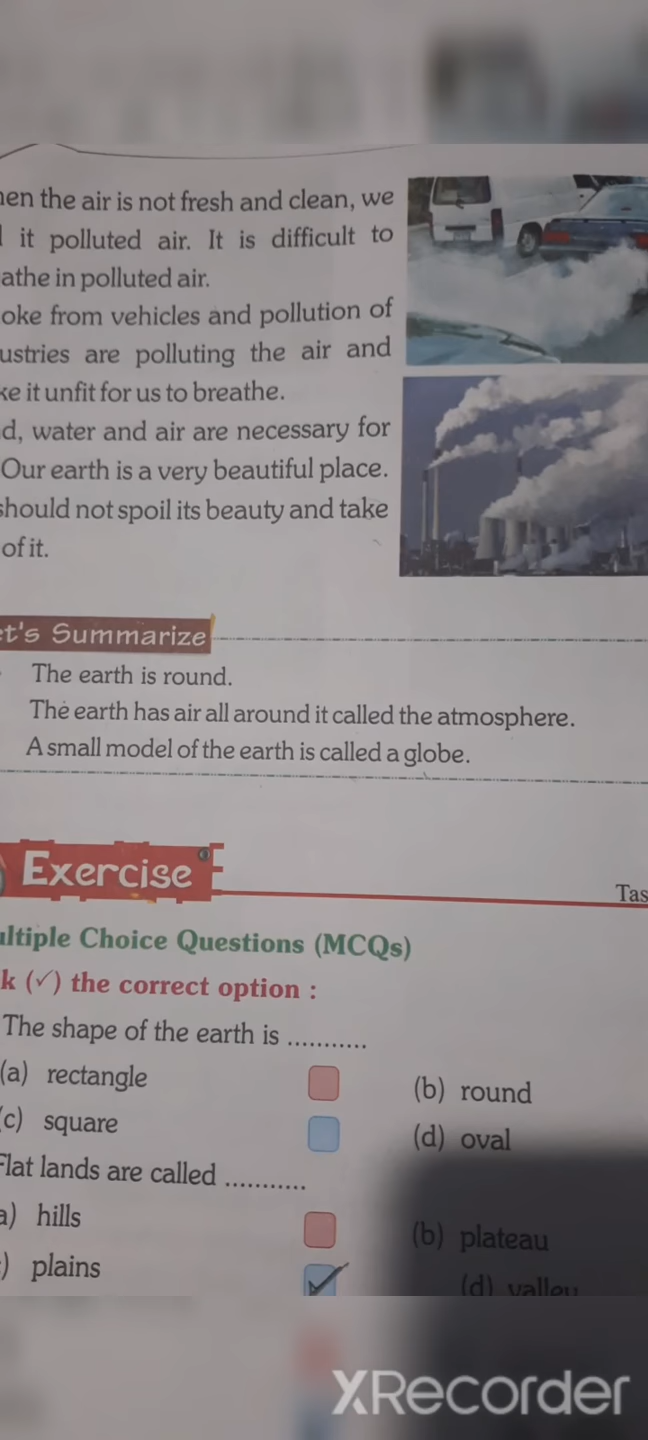 hen the air is not fresh and clean, we
it polluted air. It is difficult to
athe in polluted air.
oke from vehicles and pollution of
ustries are polluting the air and
ke it unfit for us to breathe.
d, water and air are necessary for
Our earth is a very beautiful place.
should not spoil its beauty and take
of it.
et's Summarize
The earth is round.
The earth has air all around it called the atmosphere.
A small model of the earth is called a globe.
Exercise
Tas
ultiple Choice Questions (MCQs)
k (✓) the correct option :
The shape of the earth is ...........
(a) rectangle (b) round
(c) square (d) oval
Flat lands are called ...........
a) hills (b) plateau
) plains ✓ (d) valley
XRecorder